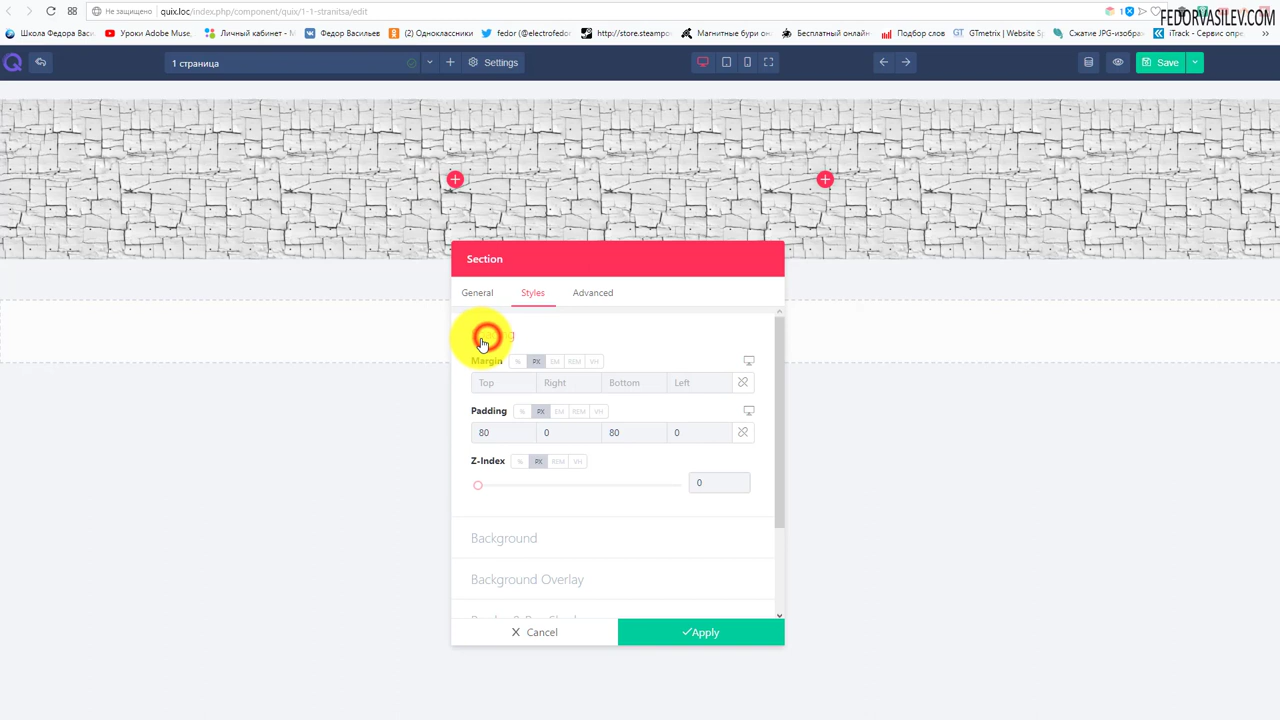 Не защищено quix.loc/index.php/component/quix/1-1-stranitsa/edit
1
FEDORVASILEV.COM
Школа Федора Васи
Уроки Adobe Muse,
Личный кабинет - М
Федор Васильев
(2) Одноклассники
fedor (@electrofedo
http://store.steampo
Магнитные бури он
Бесплатный онлайн
Подбор слов
GTmetrix | Website S
Сжатие JPG-изобра
iTrack - Сервис опре
1 страница
Settings
Save
Section
General
Styles
Advanced
Margin % PX EM REM VH
Top Right Bottom Left
Padding % PX EM REM VH
80 0 80 0
Z-Index % PX REM VH
0
Background
Background Overlay
Cancel
Apply